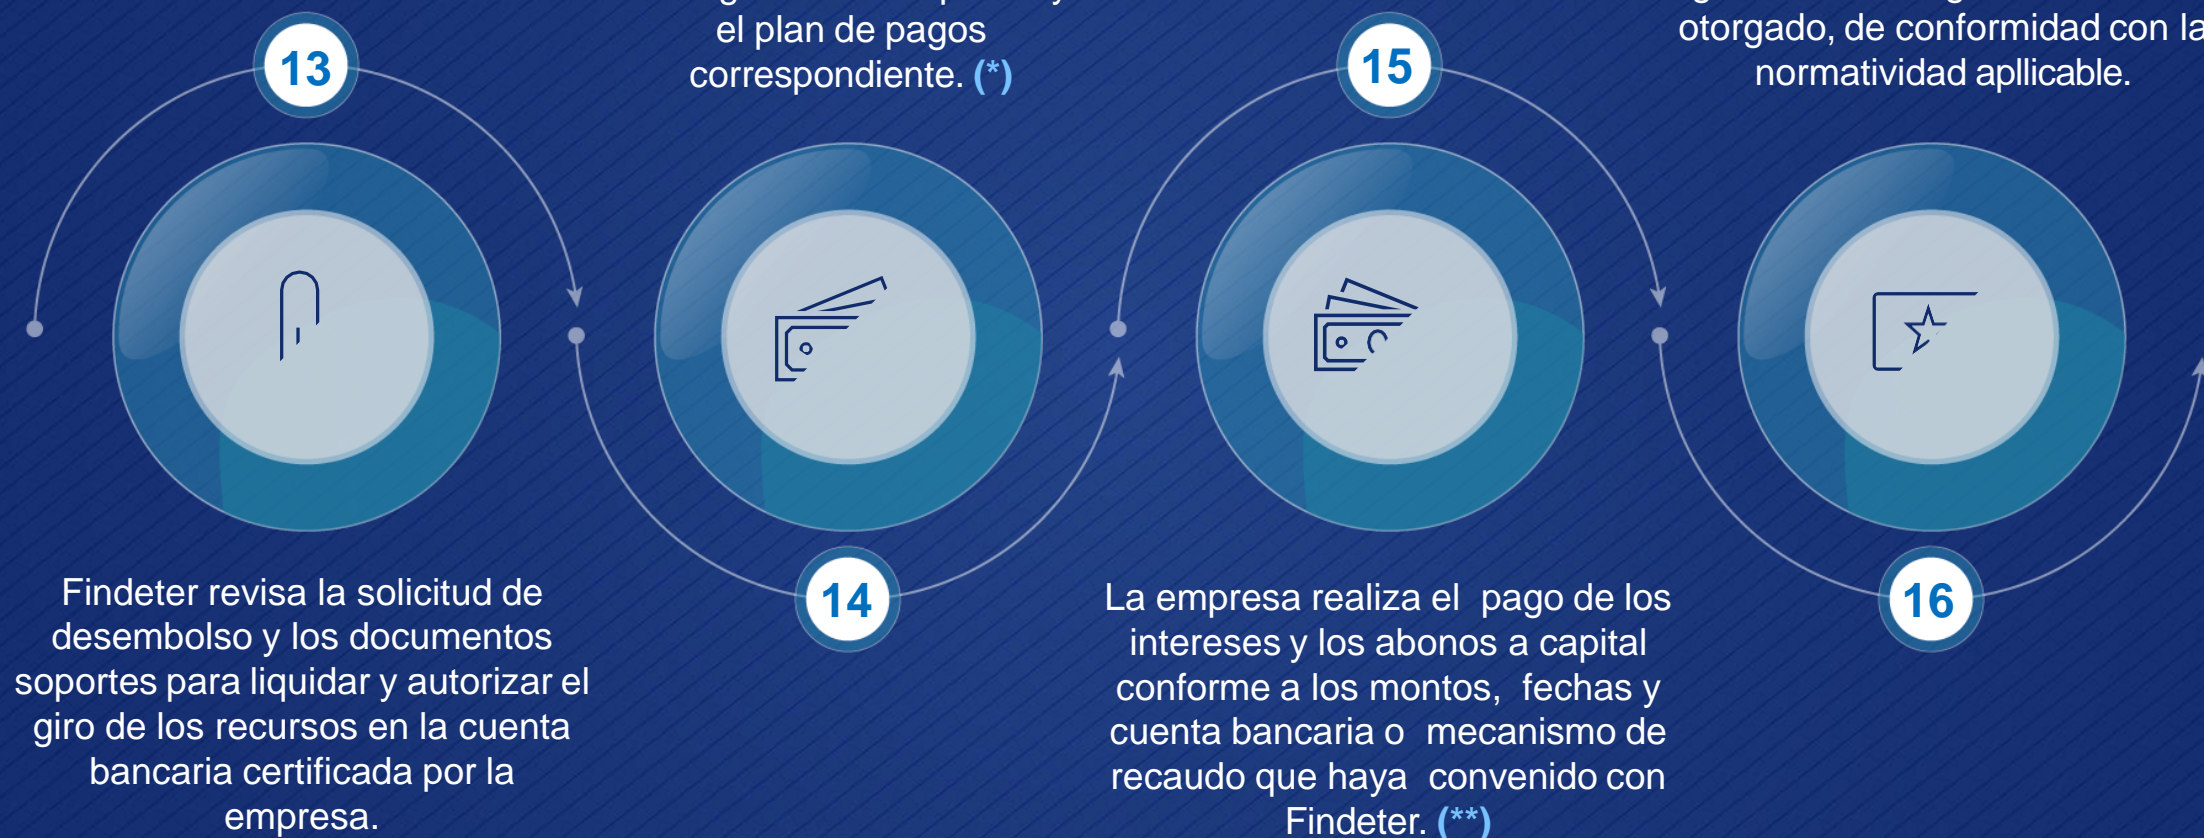 13
Findeter revisa la solicitud de
desembolso y los documentos
soportes para liquidar y autorizar el
giro de los recursos en la cuenta
bancaria certificada por la
empresa.
el plan de pagos
correspondiente. (*)
14
15
La empresa realiza el pago de los
intereses y los abonos a capital
conforme a los montos, fechas y
cuenta bancaria o mecanismo de
recaudo que haya convenido con
Findeter. (**)
otorgado, de conformidad con la
normatividad apllicable.
16